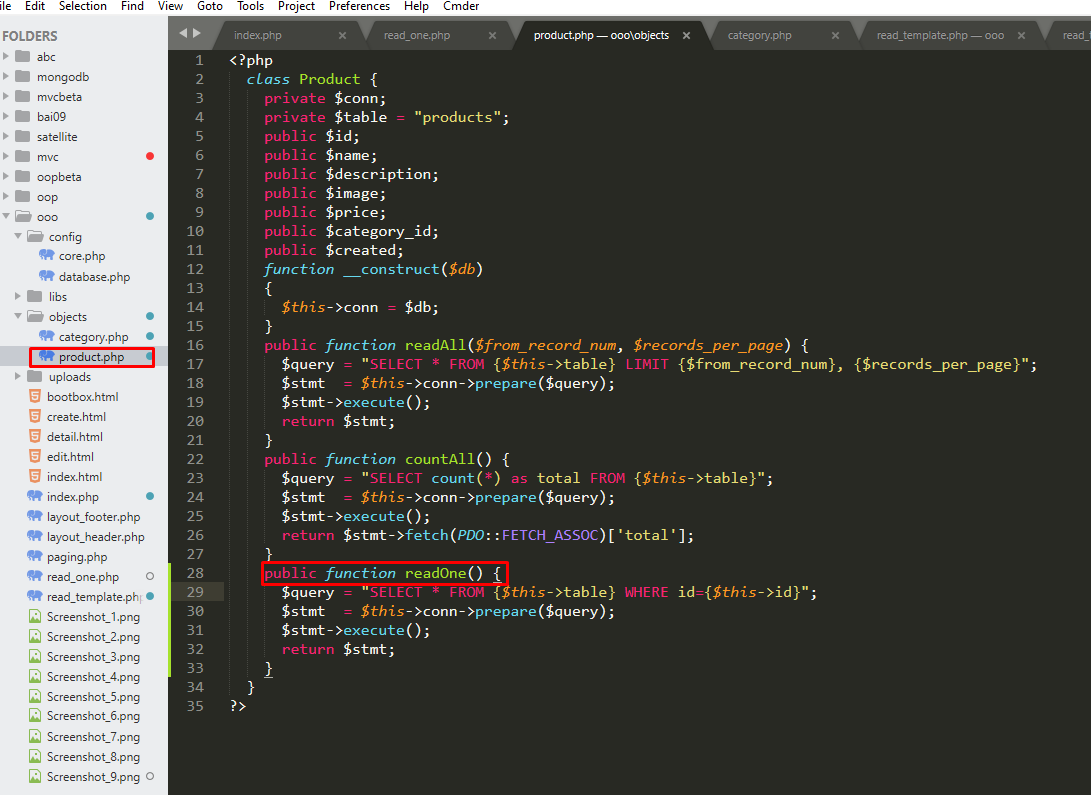 ile Edit Selection Find View Goto Tools Project Preferences Help Cmder
FOLDERS
abc
mongodb
mvcbeta
bai09
satellite
mvc
oopbeta
oop
ooo
config
core.php
database.php
libs
objects
category.php
product.php
uploads
bootbox.html
create.html
detail.html
edit.html
index.html
index.php
layout_footer.php
layout_header.php
paging.php
read_one.php
read_template.php
Screenshot_1.png
Screenshot_2.png
Screenshot_3.png
Screenshot_4.png
Screenshot_5.png
Screenshot_6.png
Screenshot_7.png
Screenshot_8.png
Screenshot_9.png
index.php × read_one.php × product.php — ooo\objects × category.php × read_template.php — ooo × read_t
1 <?php
2 class Product {
3 private $conn;
4 private $table = "products";
5 public $id;
6 public $name;
7 public $description;
8 public $image;
9 public $price;
10 public $category_id;
11 public $created;
12 function __construct($db)
13 {
14 $this->conn = $db;
15 }
16 public function readAll($from_record_num, $records_per_page) {
17 $query = "SELECT * FROM {$this->table} LIMIT {$from_record_num}, {$records_per_page}";
18 $stmt = $this->conn->prepare($query);
19 $stmt->execute();
20 return $stmt;
21 }
22 public function countAll() {
23 $query = "SELECT count(*) as total FROM {$this->table}";
24 $stmt = $this->conn->prepare($query);
25 $stmt->execute();
26 return $stmt->fetch(PDO::FETCH_ASSOC)['total'];
27 }
28 public function readOne() {
29 $query = "SELECT * FROM {$this->table} WHERE id={$this->id}";
30 $stmt = $this->conn->prepare($query);
31 $stmt->execute();
32 return $stmt;
33 }
34 }
35 ?>